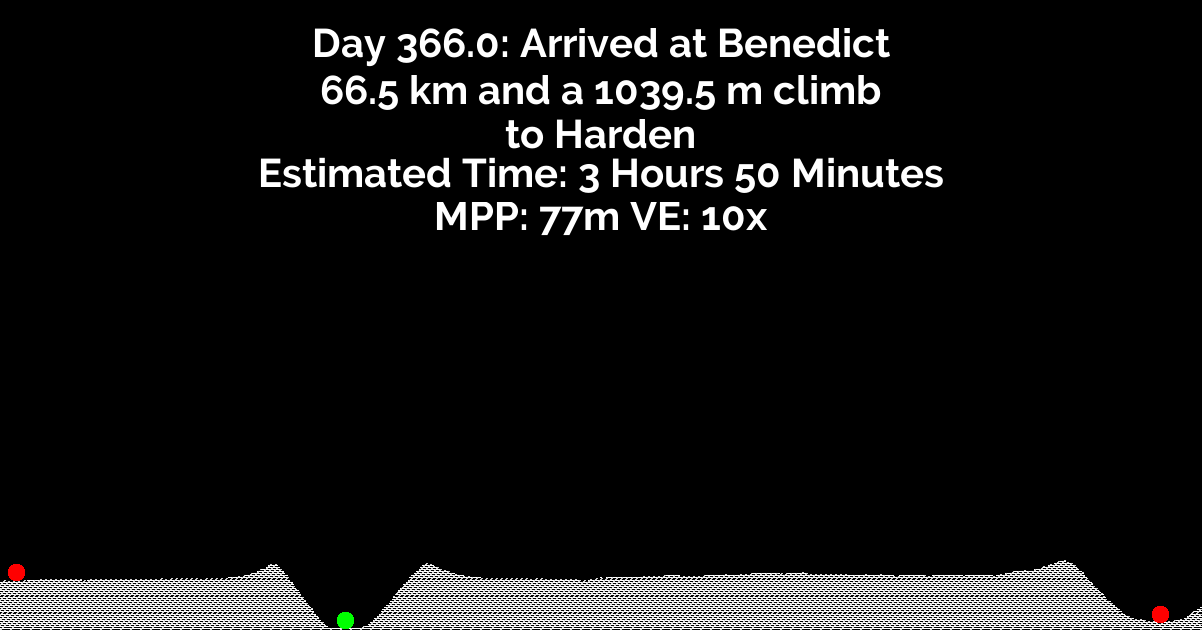 Day 366.0: Arrived at Benedict
66.5 km and a 1039.5 m climb
to Harden
Estimated Time: 3 Hours 50 Minutes
MPP: 77m VE: 10x